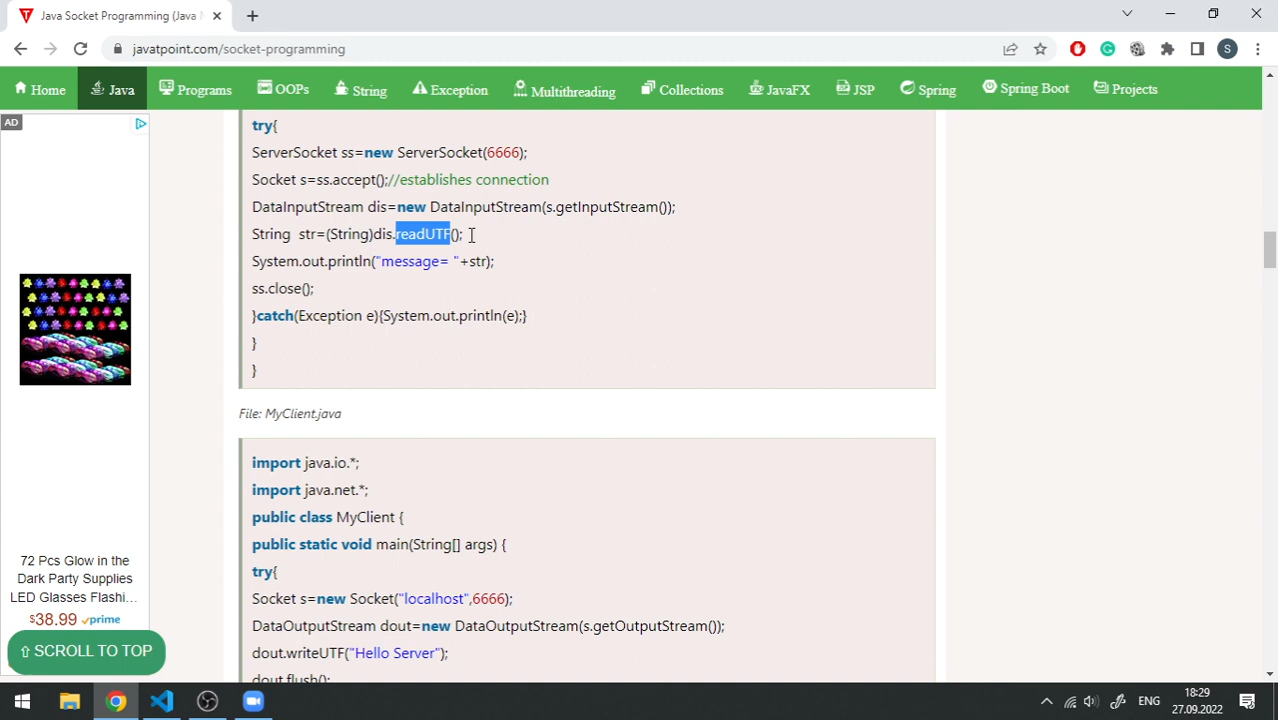 Java Socket Programming (Java N
javatpoint.com/socket-programming
S
Home
Java
Programs
OOPs
String
Exception
Multithreading
Collections
JavaFX
JSP
Spring
Spring Boot
Projects
AD
try{
ServerSocket ss=new ServerSocket(6666);
Socket s=ss.accept();//establishes connection
DataInputStream dis=new DataInputStream(s.getInputStream());
String  str=(String)dis.readUTF();
System.out.println("message= "+str);
ss.close();
}catch(Exception e){System.out.println(e);}
}
}
File: MyClient.java
import java.io.*;
import java.net.*;
public class MyClient {
public static void main(String[] args) {
try{
Socket s=new Socket("localhost",6666);
DataOutputStream dout=new DataOutputStream(s.getOutputStream());
dout.writeUTF("Hello Server");
dout.flush();
72 Pcs Glow in the
Dark Party Supplies
LED Glasses Flashi...
$38.99 prime
⇧ SCROLL TO TOP
ENG
18:29
27.09.2022